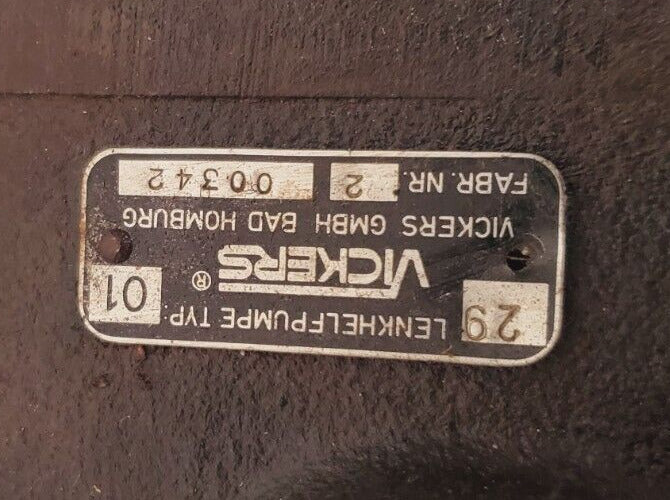 29 LENKHELFPUMPE TYP: 01
VICKERS ®
VICKERS GMBH BAD HOMBURG
FABR. NR. 2 00342